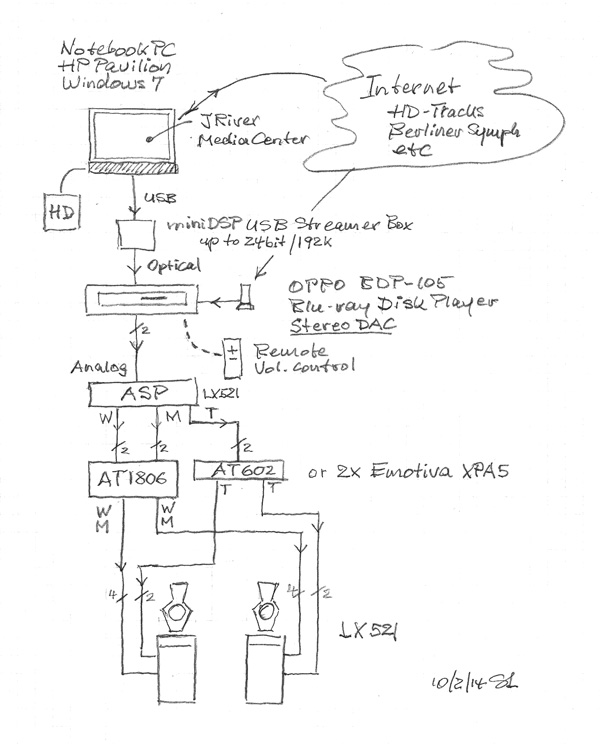 Notebook PC
HP Pavilion
Windows 7
JRiver
MediaCenter
Internet
HD-Tracks
Berliner Symph
etc
HD
USB
miniDSP USB Streamer Box
up to 24bit/192k
Optical
OPPO BDP-105
Blu-ray Disk Player
Stereo DAC
2
±
Remote
Vol. control
Analog
ASP
LX521
W
M
T
2
2
2
AT1806
AT602
or 2x Emotiva XPA5
W
M
W
M
T
T
4
2
4
2
LX521
10/2/14 SL